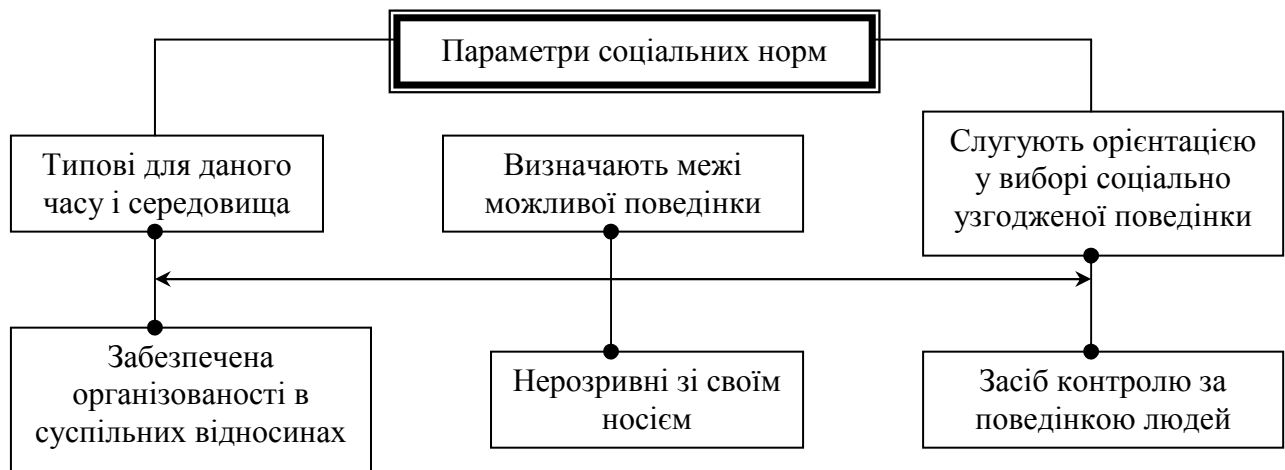 Параметри соціальних норм
Типові для даного
часу і середовища
Визначають межі
можливої поведінки
Слугують орієнтацією
у виборі соціально
узгодженої поведінки
Забезпечена
організованості в
суспільних відносинах
Нерозривні зі своїм
носієм
Засіб контролю за
поведінкою людей